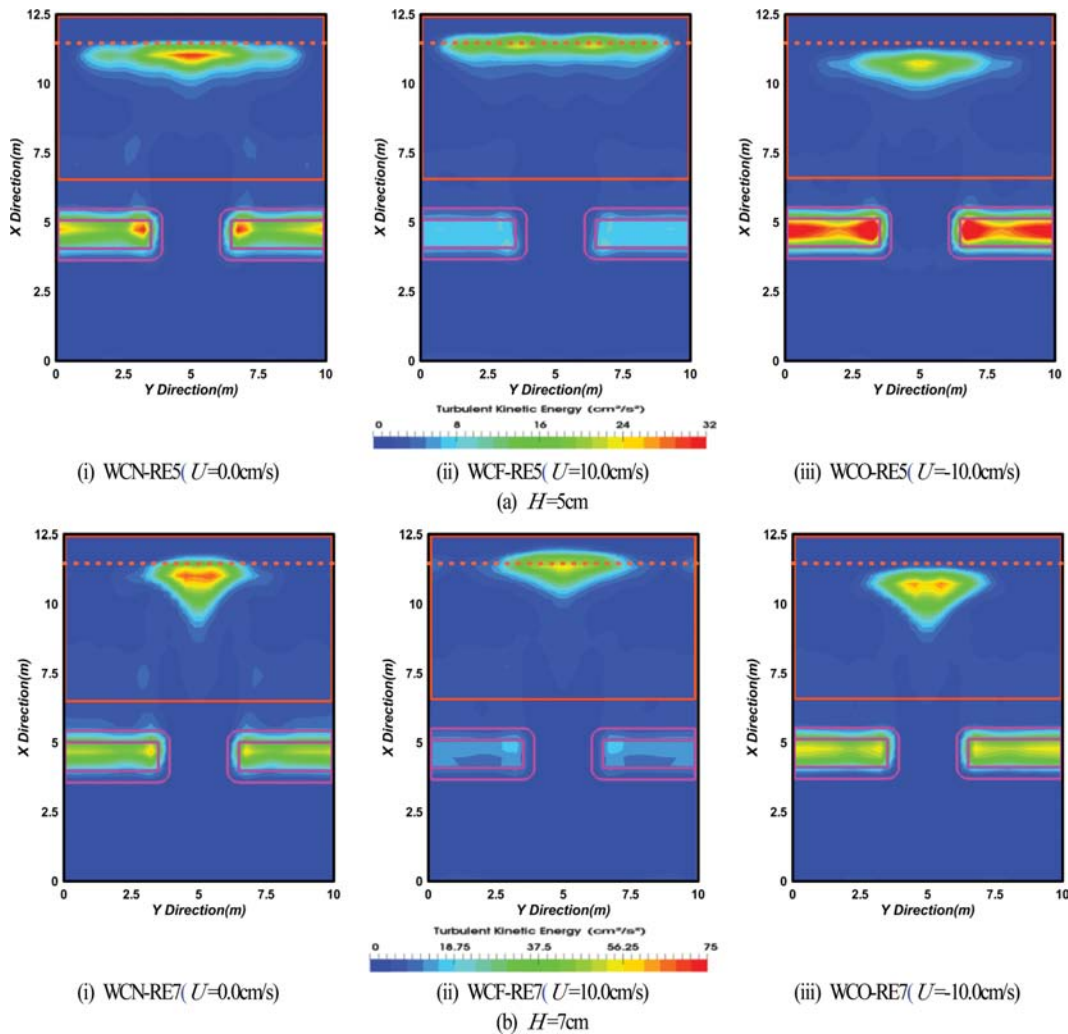 12.5
10
7.5
5
2.5
0
X Direction(m)
0 2.5 5 7.5 10
Y Direction(m)
12.5
10
7.5
5
2.5
0
X Direction(m)
0 2.5 5 7.5 10
Y Direction(m)
12.5
10
7.5
5
2.5
0
X Direction(m)
0 2.5 5 7.5 10
Y Direction(m)
Turbulent Kinetic Energy (cm²/s²)
0 8 16 24 32
(i) WCN-RE5( U=0.0cm/s)
(ii) WCF-RE5( U=10.0cm/s)
(iii) WCO-RE5( U=-10.0cm/s)
(a) H=5cm
12.5
10
7.5
5
2.5
0
X Direction(m)
0 2.5 5 7.5 10
Y Direction(m)
12.5
10
7.5
5
2.5
0
X Direction(m)
0 2.5 5 7.5 10
Y Direction(m)
12.5
10
7.5
5
2.5
0
X Direction(m)
0 2.5 5 7.5 10
Y Direction(m)
Turbulent Kinetic Energy (cm²/s²)
0 18.75 37.5 56.25 75
(i) WCN-RE7( U=0.0cm/s)
(ii) WCF-RE7( U=10.0cm/s)
(iii) WCO-RE7( U=-10.0cm/s)
(b) H=7cm